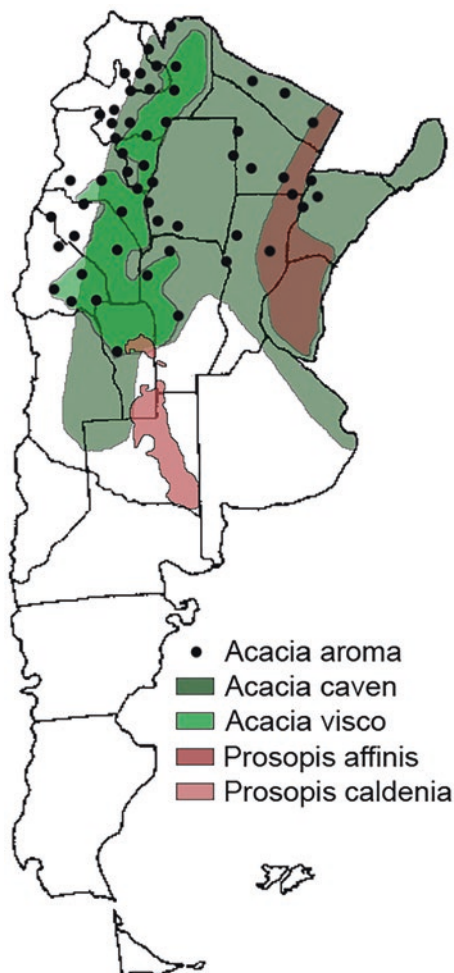 Acacia aroma
Acacia caven
Acacia visco
Prosopis affinis
Prosopis caldenia